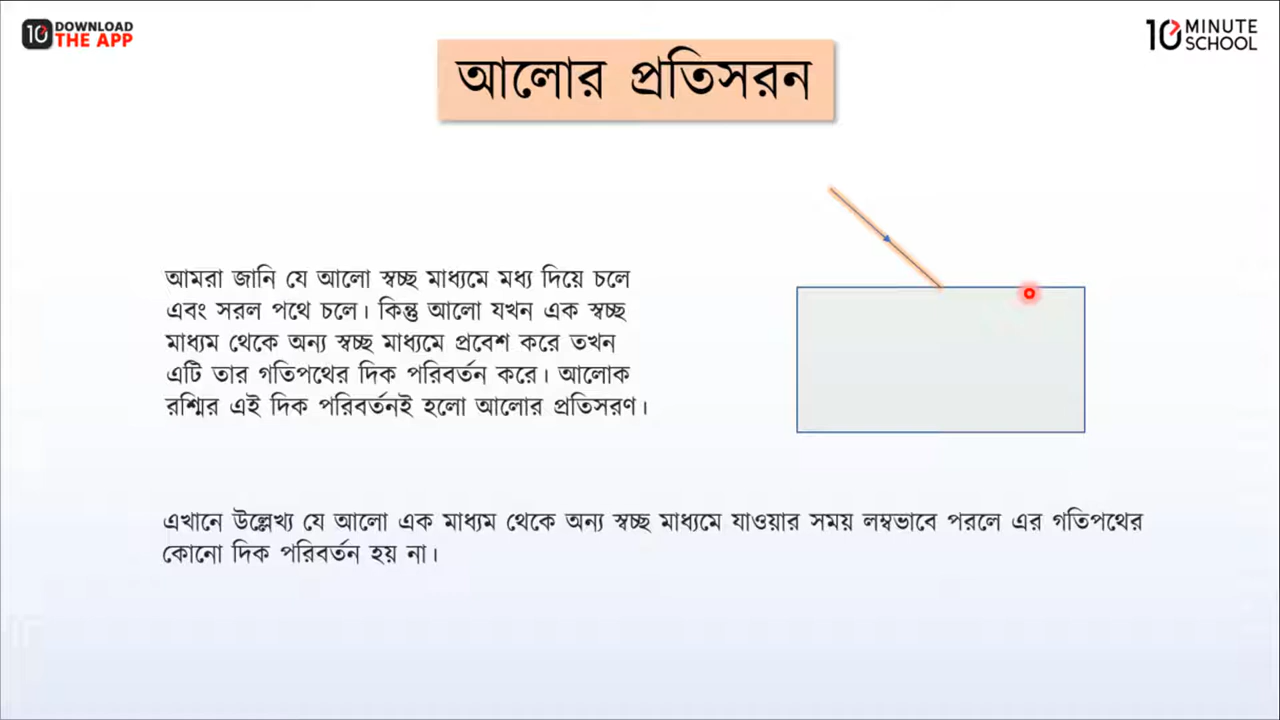 DOWNLOAD
THE APP
10 MINUTE
SCHOOL
আলোর প্রতিসরন
আমরা জানি যে আলো স্বচ্ছ মাধ্যমে মধ্য দিয়ে চলে
এবং সরল পথে চলে। কিন্তু আলো যখন এক স্বচ্ছ
মাধ্যম থেকে অন্য স্বচ্ছ মাধ্যমে প্রবেশ করে তখন
এটি তার গতিপথের দিক পরিবর্তন করে। আলোক
রশ্মির এই দিক পরিবর্তনই হলো আলোর প্রতিসরণ।
এখানে উল্লেখ্য যে আলো এক মাধ্যম থেকে অন্য স্বচ্ছ মাধ্যমে যাওয়ার সময় লম্বভাবে পরলে এর গতিপথের
কোনো দিক পরিবর্তন হয় না।